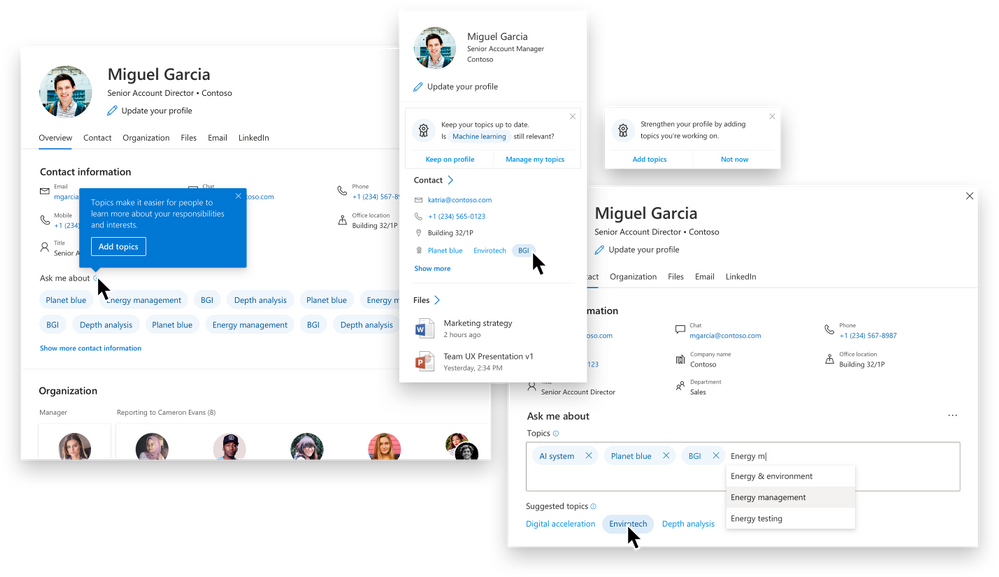 Miguel Garcia
Senior Account Director • Contoso
Update your profile
Overview Contact Organization Files Email LinkedIn
Contact information
Email
Chat
Phone
+1 (234) 567-8
Mobile
+1 (234)
Office location
Building 32/1P
Title
Senior A
Topics make it easier for people to
learn more about your responsibilities
and interests.
Add topics
Ask me about
Planet blue Energy management BGI Depth analysis Planet blue Energy m
BGI Depth analysis Planet blue Energy management BGI Depth analysis
Show more contact information
Organization
Manager
Reporting to Cameron Evans (8)
Miguel Garcia
Senior Account Manager
Contoso
Update your profile
Keep your topics up to date.
Is Machine learning still relevant?
Keep on profile Manage my topics
Contact
katria@contoso.com
+1 (234) 565-0123
Building 32/1P
Planet blue Envirotech BGI
Show more
Files
Marketing strategy
2 hours ago
Team UX Presentation v1
Yesterday, 2:34 PM
Strengthen your profile by adding
topics you're working on.
Add topics Not now
Miguel Garcia
Senior Account Director • Contoso
Update your profile
tact Organization Files Email LinkedIn
rmation
oso.com
Chat
mgarcia@contoso.com
Phone
+1 (234) 567-8987
123
Company name
Contoso
Office location
Building 32/1P
Senior Account Director
Department
Sales
Ask me about
Topics
AI system Planet blue BGI Energy m
Energy & environment
Energy management
Energy testing
Suggested topics
Digital acceleration Envirotech Depth analysis